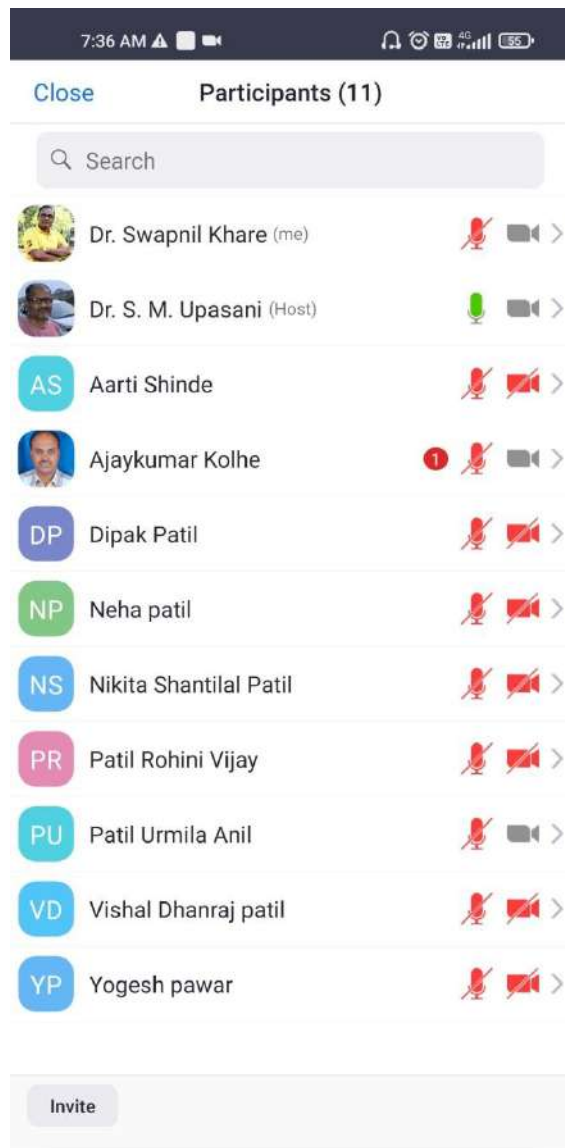 7:36 AM 4G 55
Close Participants (11)
Search
Dr. Swapnil Khare (me)
Dr. S. M. Upasani (Host)
AS Aarti Shinde
Ajaykumar Kolhe 1
DP Dipak Patil
NP Neha patil
NS Nikita Shantilal Patil
PR Patil Rohini Vijay
PU Patil Urmila Anil
VD Vishal Dhanraj patil
YP Yogesh pawar
Invite